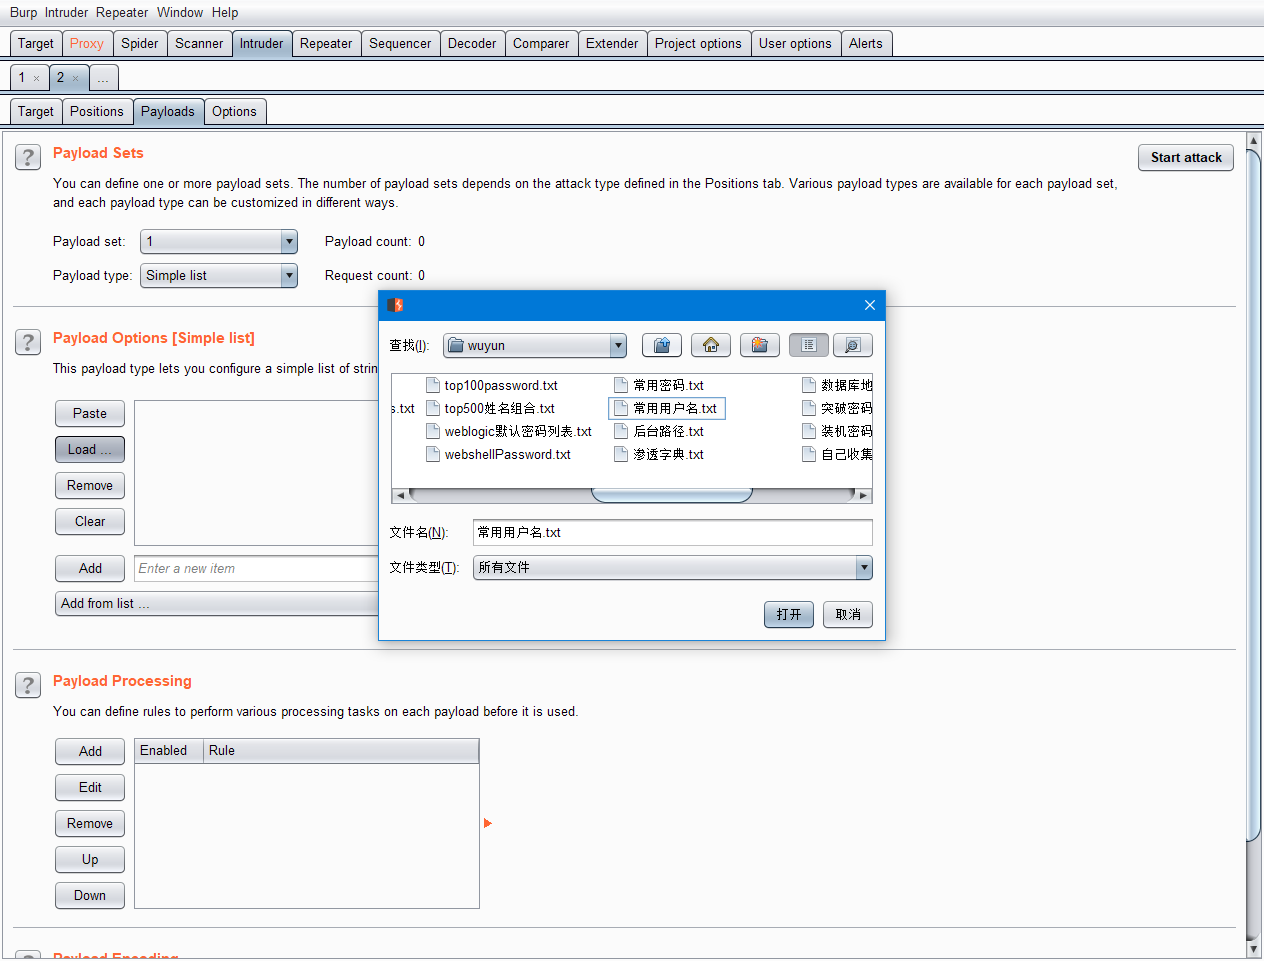 Burp Intruder Repeater Window Help
Target Proxy Spider Scanner Intruder Repeater Sequencer Decoder Comparer Extender Project options User options Alerts
1 × 2 × ...
Target Positions Payloads Options
? Payload Sets
Start attack
You can define one or more payload sets. The number of payload sets depends on the attack type defined in the Positions tab. Various payload types are available for each payload set,
and each payload type can be customized in different ways.
Payload set: 1 Payload count: 0
Payload type: Simple list Request count: 0
? Payload Options [Simple list]
This payload type lets you configure a simple list of strin
Paste
Load ...
Remove
Clear
Add Enter a new item
Add from list ...
查找(I): wuyun
top100password.txt 常用密码.txt 数据库地
s.txt top500姓名组合.txt 常用用户名.txt 突破密码
weblogic默认密码列表.txt 后台路径.txt 装机密码
webshellPassword.txt 渗透字典.txt 自己收集
文件名(N): 常用用户名.txt
文件类型(T): 所有文件
打开 取消
? Payload Processing
You can define rules to perform various processing tasks on each payload before it is used.
Add Enabled Rule
Edit
Remove
Up
Down
? Payload Encoding